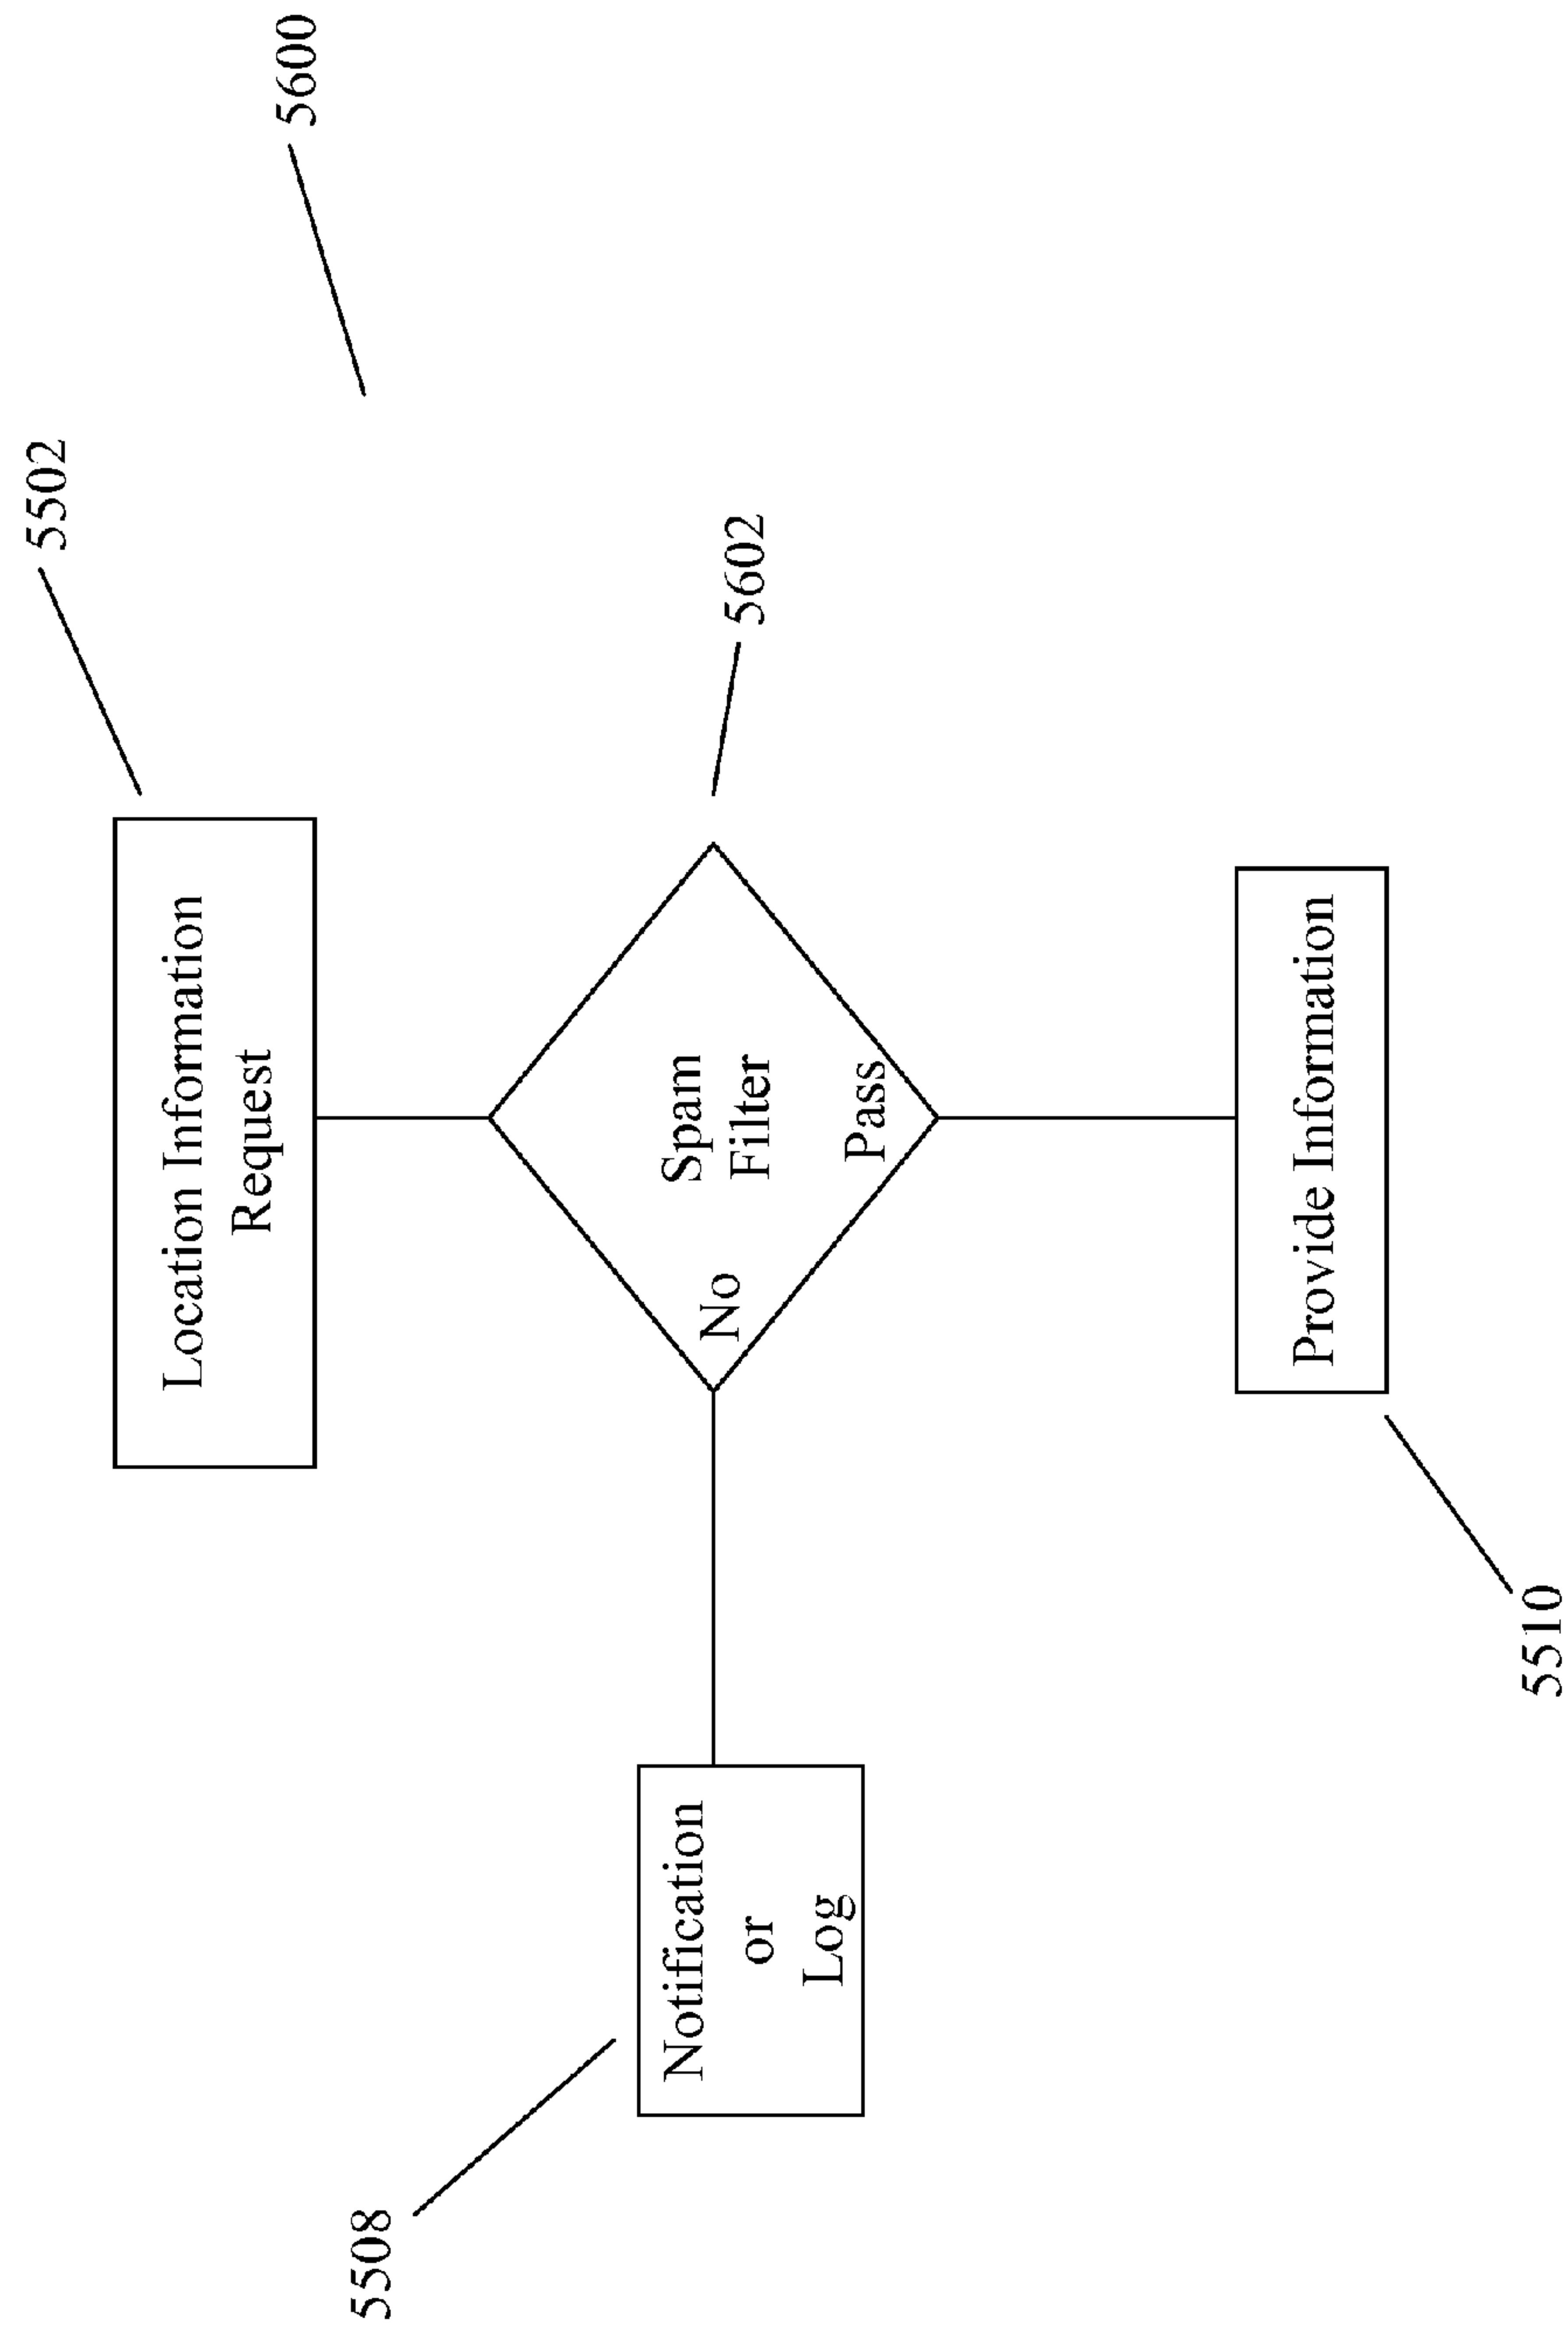 5600
5502
Location Information
Request
5602
Spam
Filter
No
Pass
5508
Notification
or
Log
Provide Information
5510